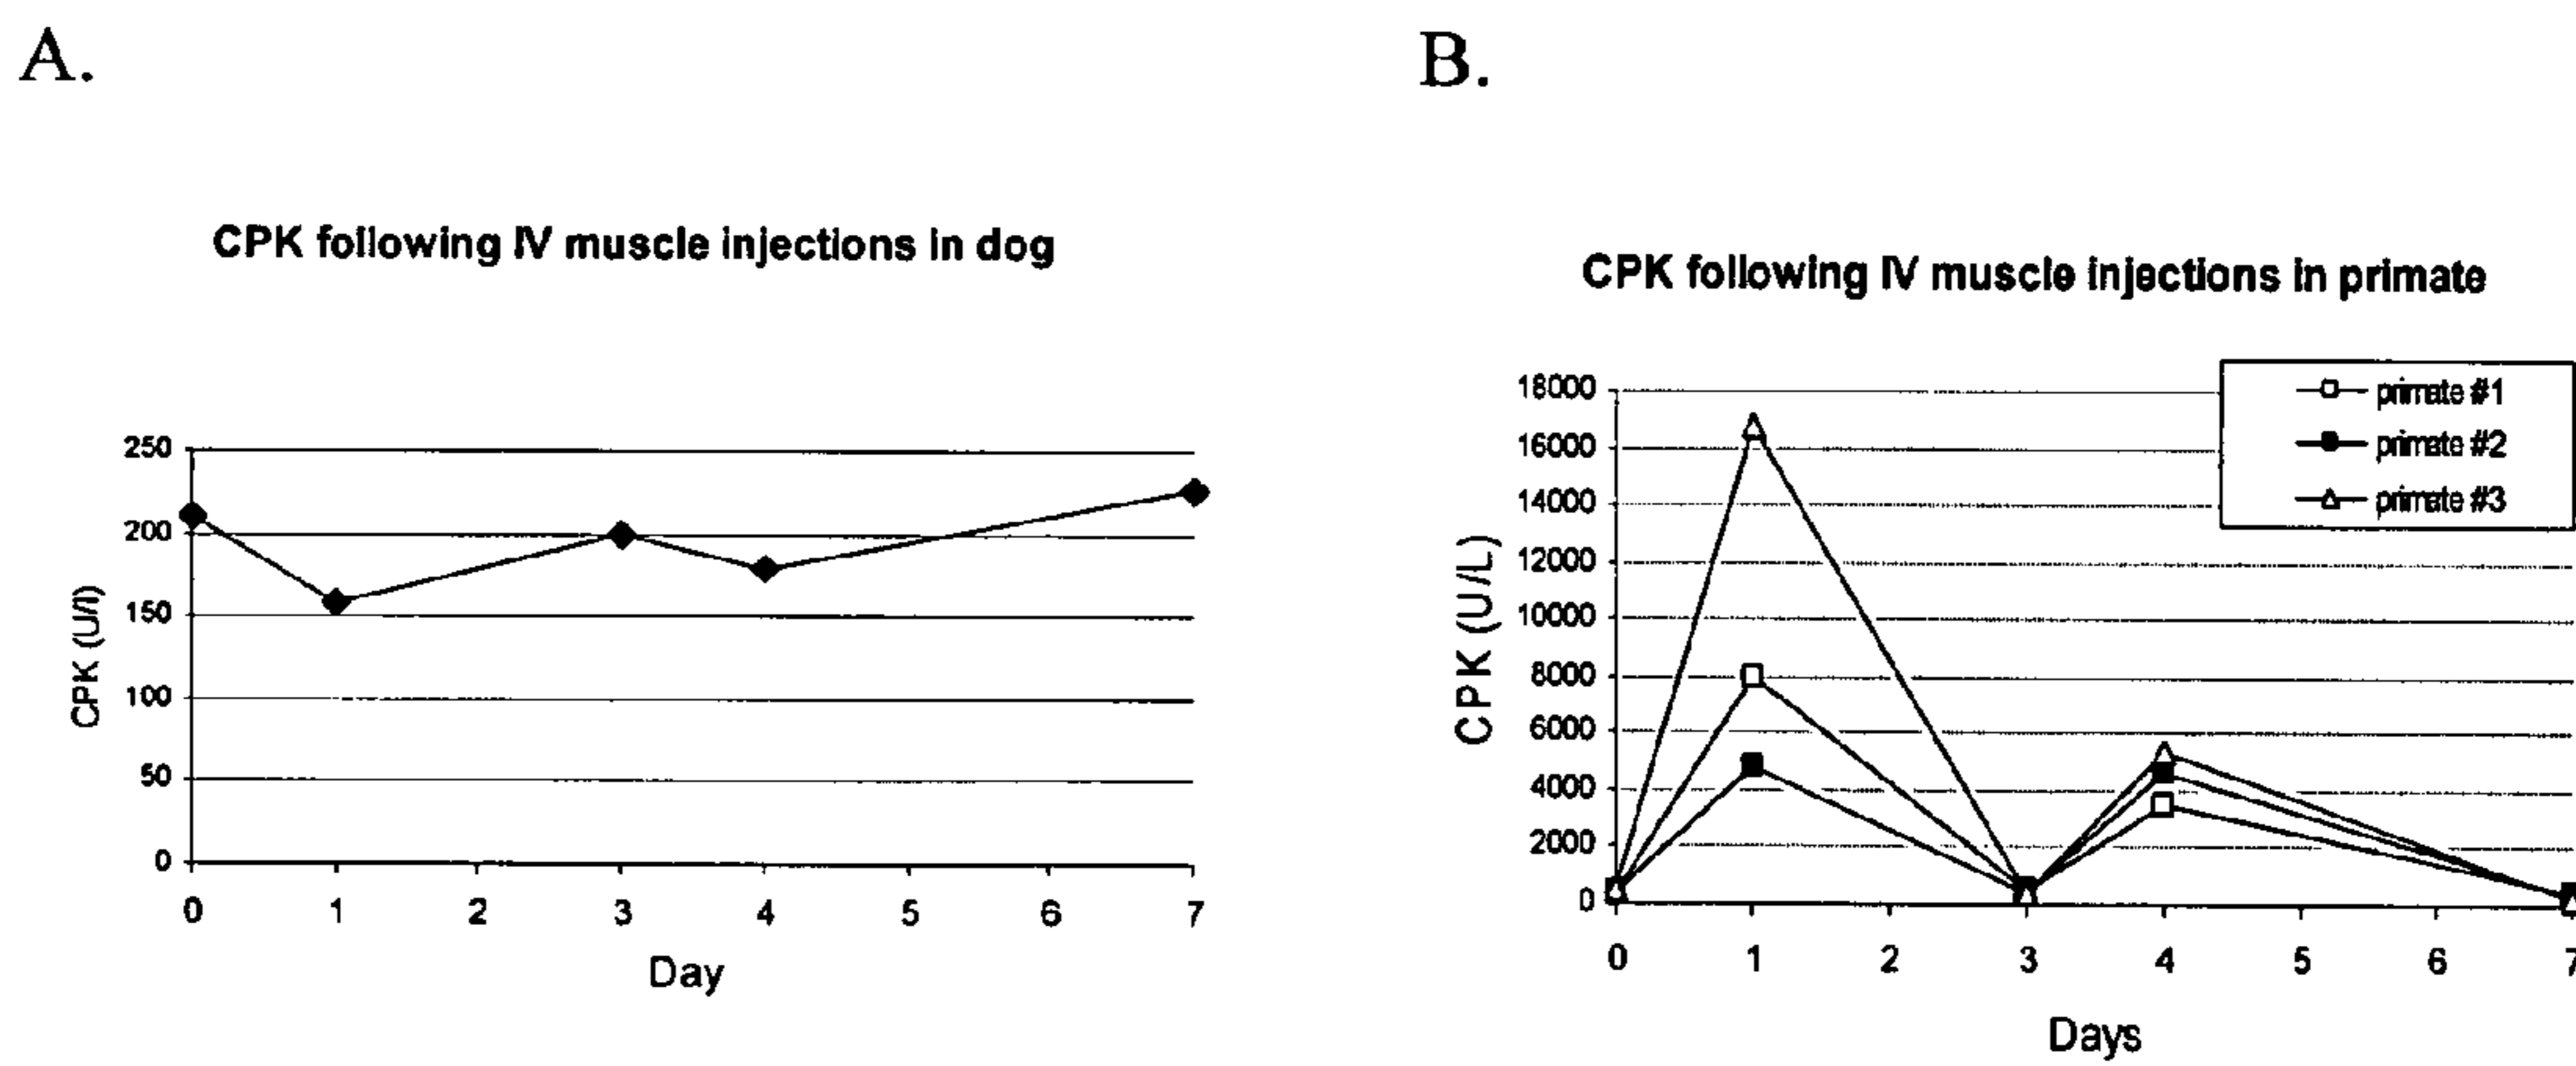 A.
B.
CPK following IV muscle injections in dog
250
200
150
100
50
0
CPK (U/l)
0 1 2 3 4 5 6 7
Day
CPK following IV muscle injections in primate
18000
16000
14000
12000
10000
8000
6000
4000
2000
0
CPK (U/L)
primate #1
primate #2
primate #3
0 1 2 3 4 5 6 7
Days